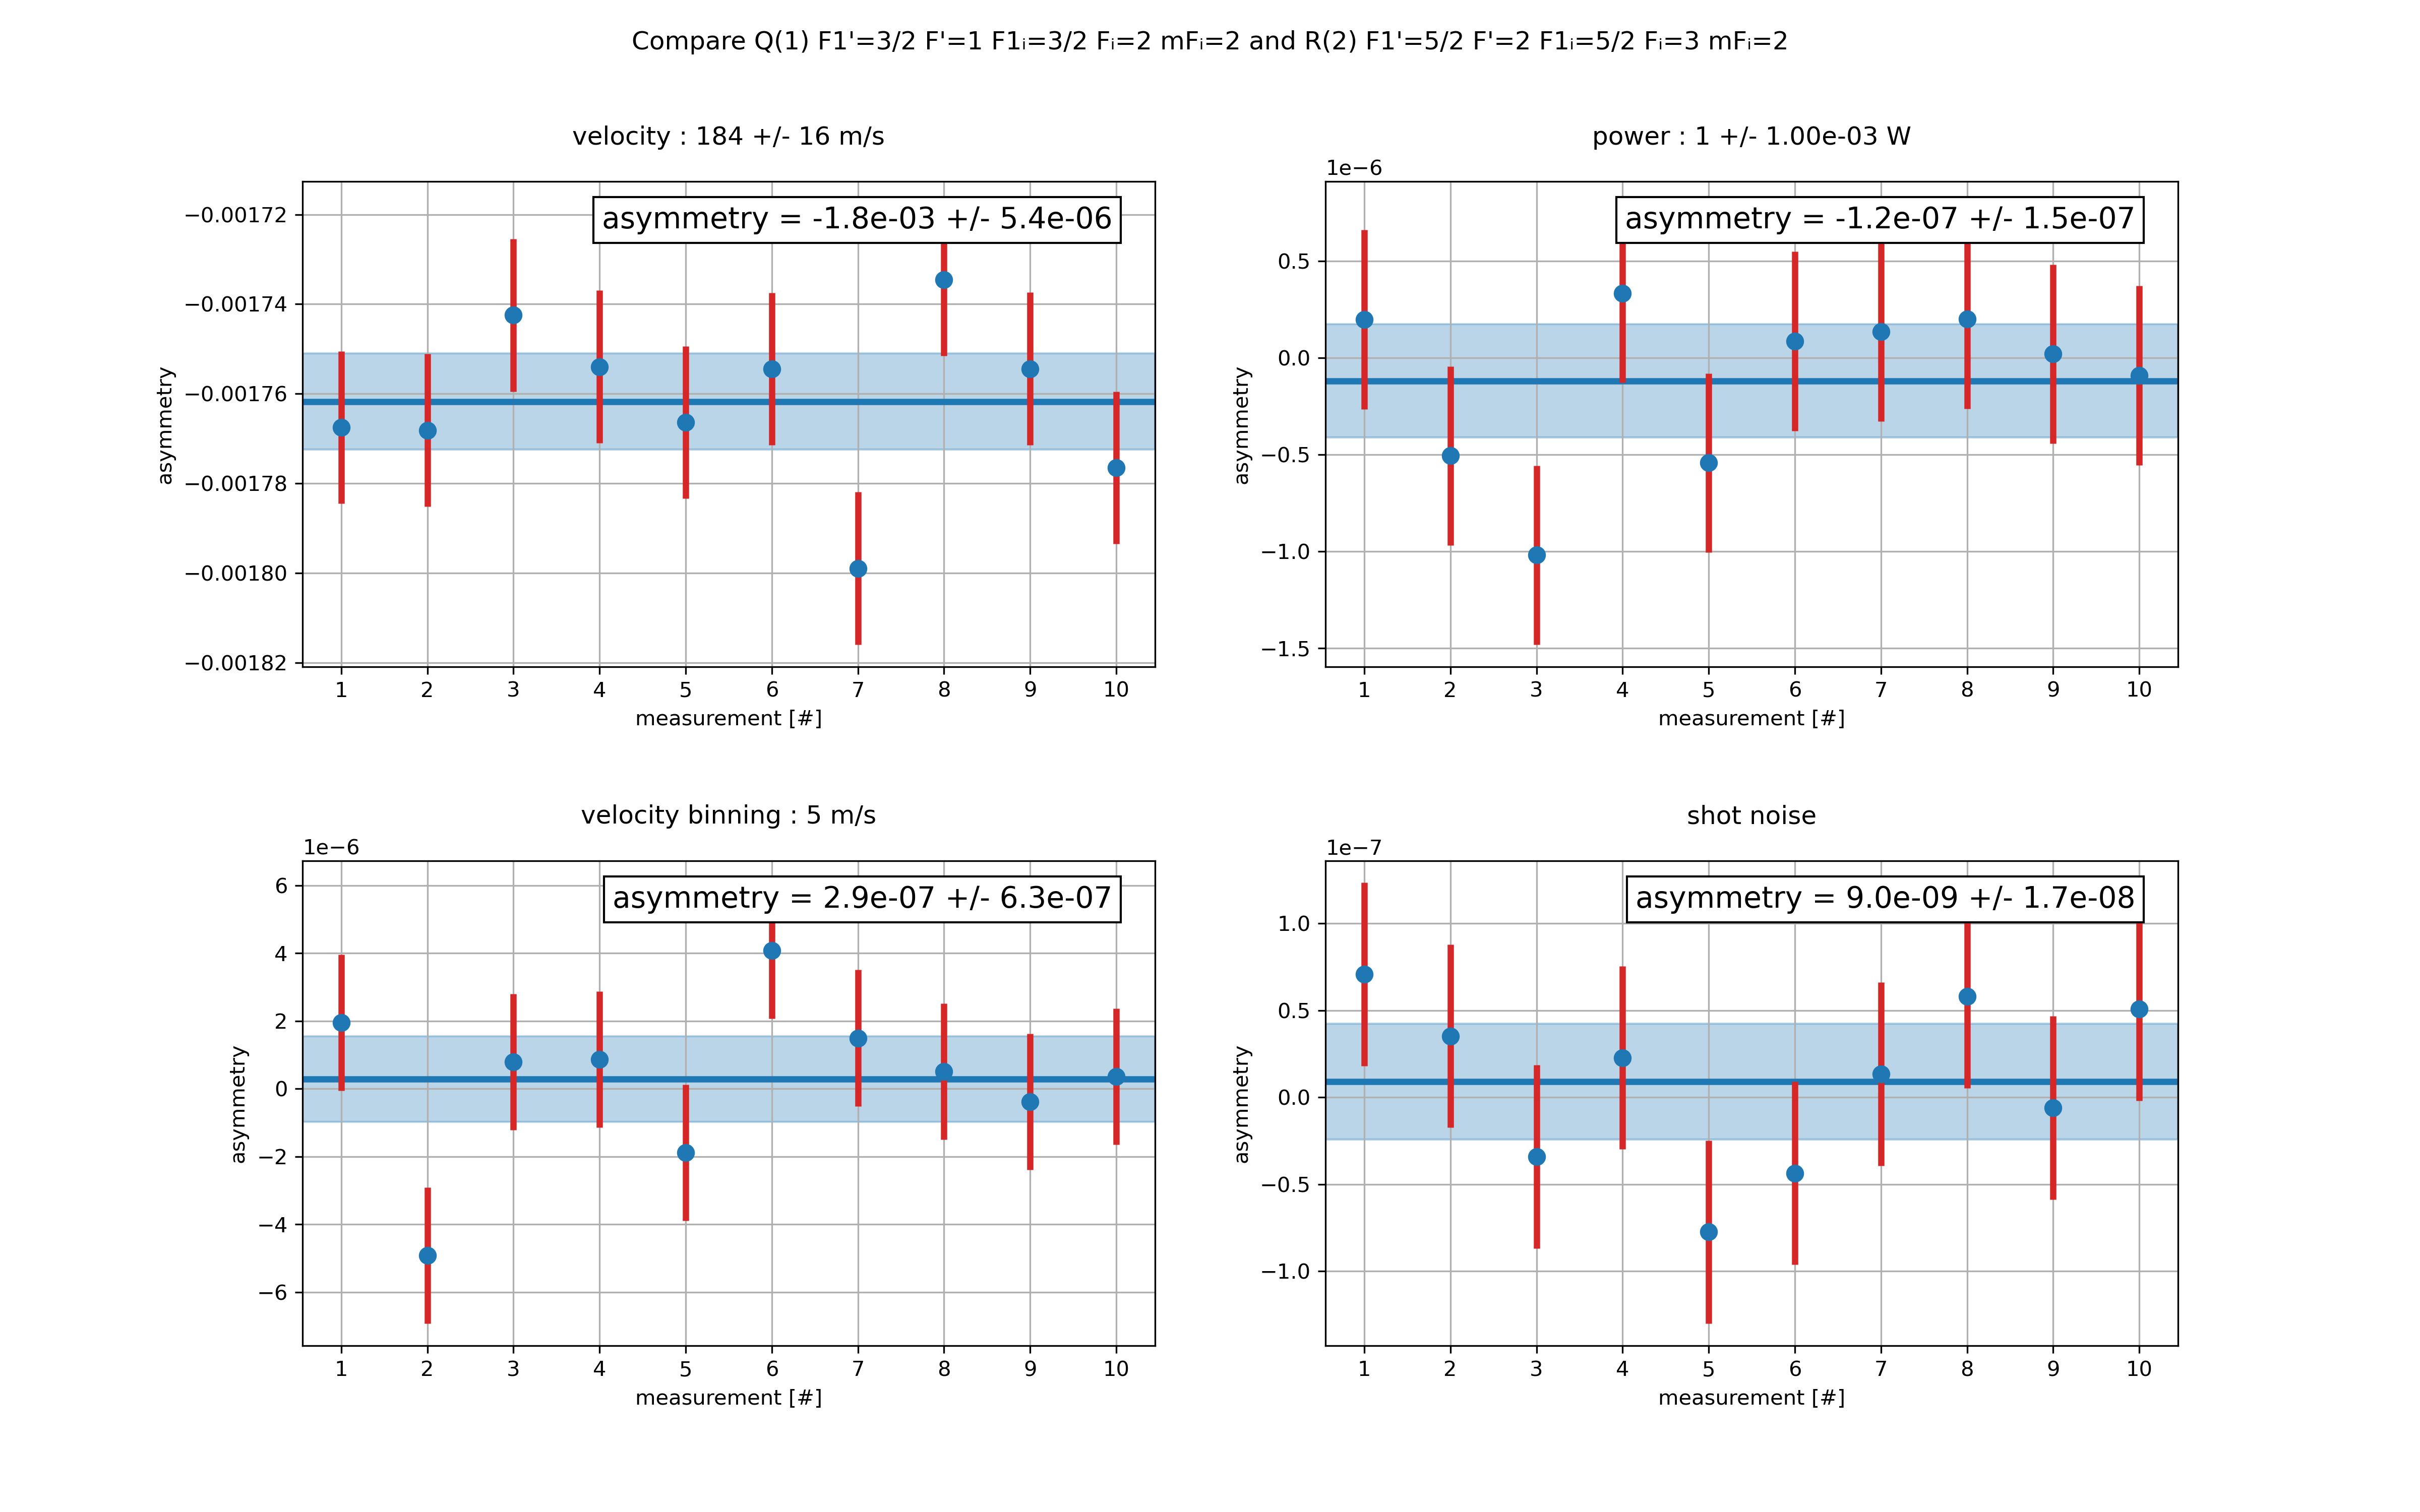 Compare Q(1) F1'=3/2 F'=1 F1ᵢ=3/2 Fᵢ=2 mFᵢ=2 and R(2) F1'=5/2 F'=2 F1ᵢ=5/2 Fᵢ=3 mFᵢ=2
velocity : 184 +/- 16 m/s
asymmetry = -1.8e-03 +/- 5.4e-06
−0.00172
−0.00174
−0.00176
−0.00178
−0.00180
−0.00182
asymmetry
1 2 3 4 5 6 7 8 9 10
measurement [#]
power : 1 +/- 1.00e-03 W
1e−6
asymmetry = -1.2e-07 +/- 1.5e-07
0.5
0.0
−0.5
−1.0
−1.5
asymmetry
1 2 3 4 5 6 7 8 9 10
measurement [#]
velocity binning : 5 m/s
1e−6
asymmetry = 2.9e-07 +/- 6.3e-07
6
4
2
0
−2
−4
−6
asymmetry
1 2 3 4 5 6 7 8 9 10
measurement [#]
shot noise
1e−7
asymmetry = 9.0e-09 +/- 1.7e-08
1.0
0.5
0.0
−0.5
−1.0
asymmetry
1 2 3 4 5 6 7 8 9 10
measurement [#]